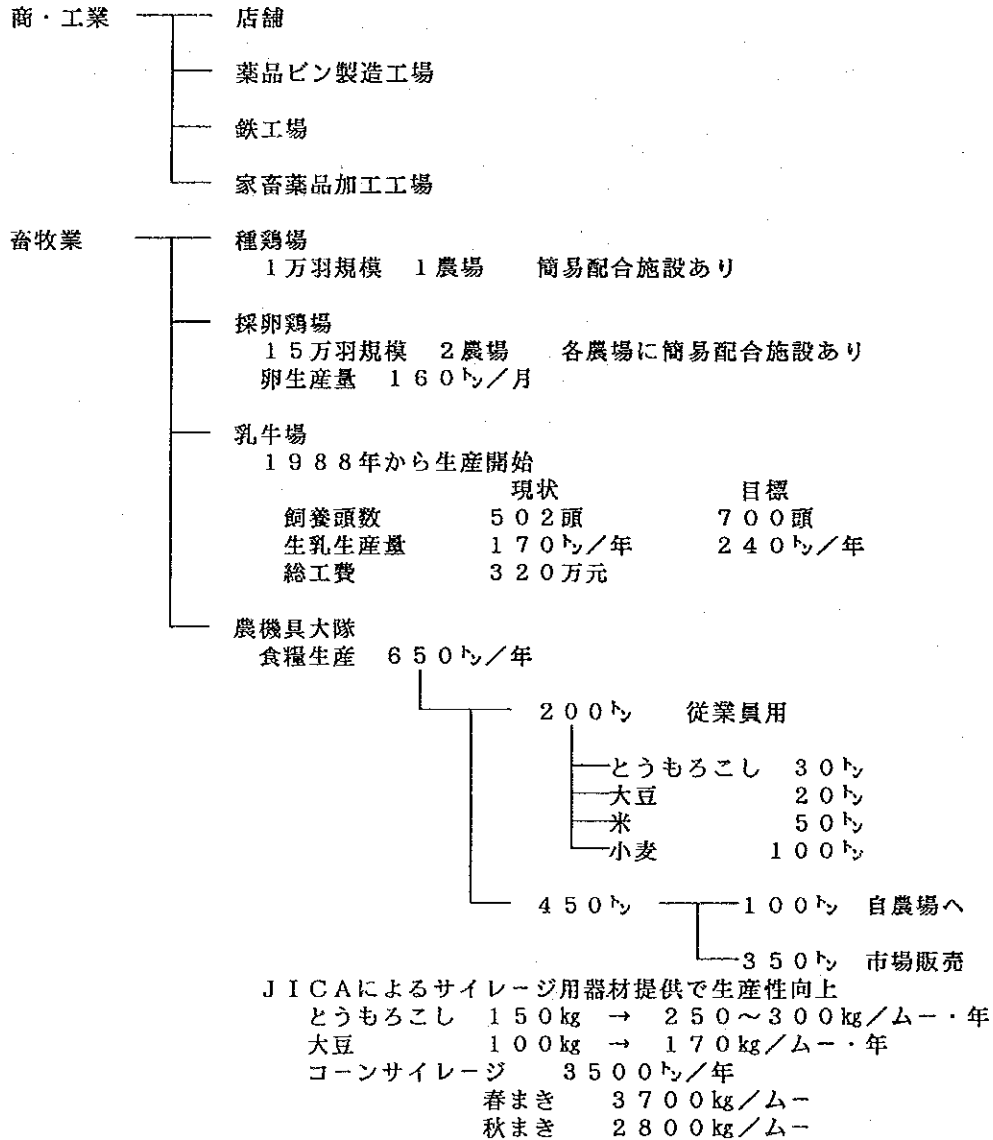 商・工業　店舗
薬品ビン製造工場
鉄工場
家畜薬品加工工場
畜牧業　種鶏場
１万羽規模　１農場　簡易配合施設あり
採卵鶏場
１５万羽規模　２農場　各農場に簡易配合施設あり
卵生産量　１６０㌧／月
乳牛場
１９８８年から生産開始
現状　目標
飼養頭数　５０２頭　７００頭
生乳生産量　１７０㌧／年　２４０㌧／年
総工費　３２０万元
農機具大隊
食糧生産　６５０㌧／年
２００㌧　従業員用
とうもろこし　３０㌧
大豆　２０㌧
米　５０㌧
小麦　１００㌧
４５０㌧　１００㌧　自農場へ
３５０㌧　市場販売
ＪＩＣＡによるサイレージ用器材提供で生産性向上
とうもろこし　１５０㎏　→　２５０～３００㎏／ムー・年
大豆　１００㎏　→　１７０㎏／ムー・年
コーンサイレージ　３５００㌧／年
春まき　３７００㎏／ムー
秋まき　２８００㎏／ムー